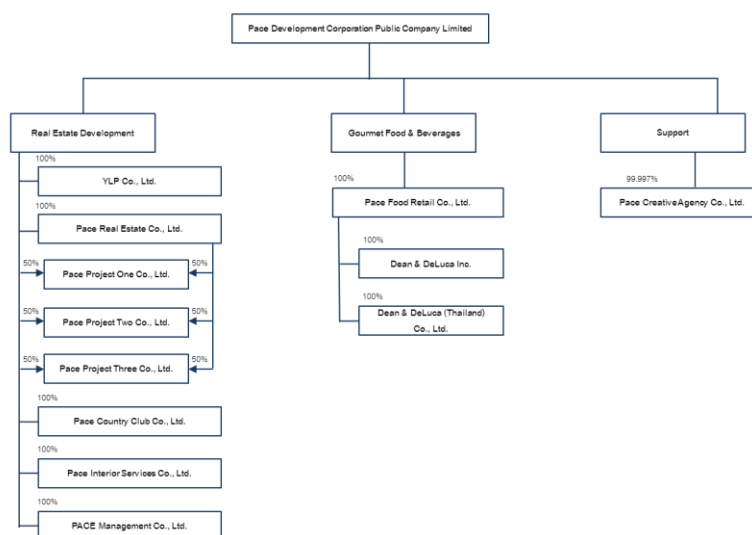 Pace Development Corporation Public Company Limited
Real Estate Development
Gourmet Food & Beverages
Support
100%
YLP Co., Ltd.
100%
Pace Real Estate Co., Ltd.
50%
50%
Pace Project One Co., Ltd.
50%
50%
Pace Project Two Co., Ltd.
50%
50%
Pace Project Three Co., Ltd.
100%
Pace Country Club Co., Ltd.
100%
Pace Interior Services Co., Ltd.
100%
PACE Management Co., Ltd.
100%
Pace Food Retail Co., Ltd.
100%
Dean & DeLuca Inc.
100%
Dean & DeLuca (Thailand)
Co., Ltd.
99.997%
Pace Creative Agency Co., Ltd.